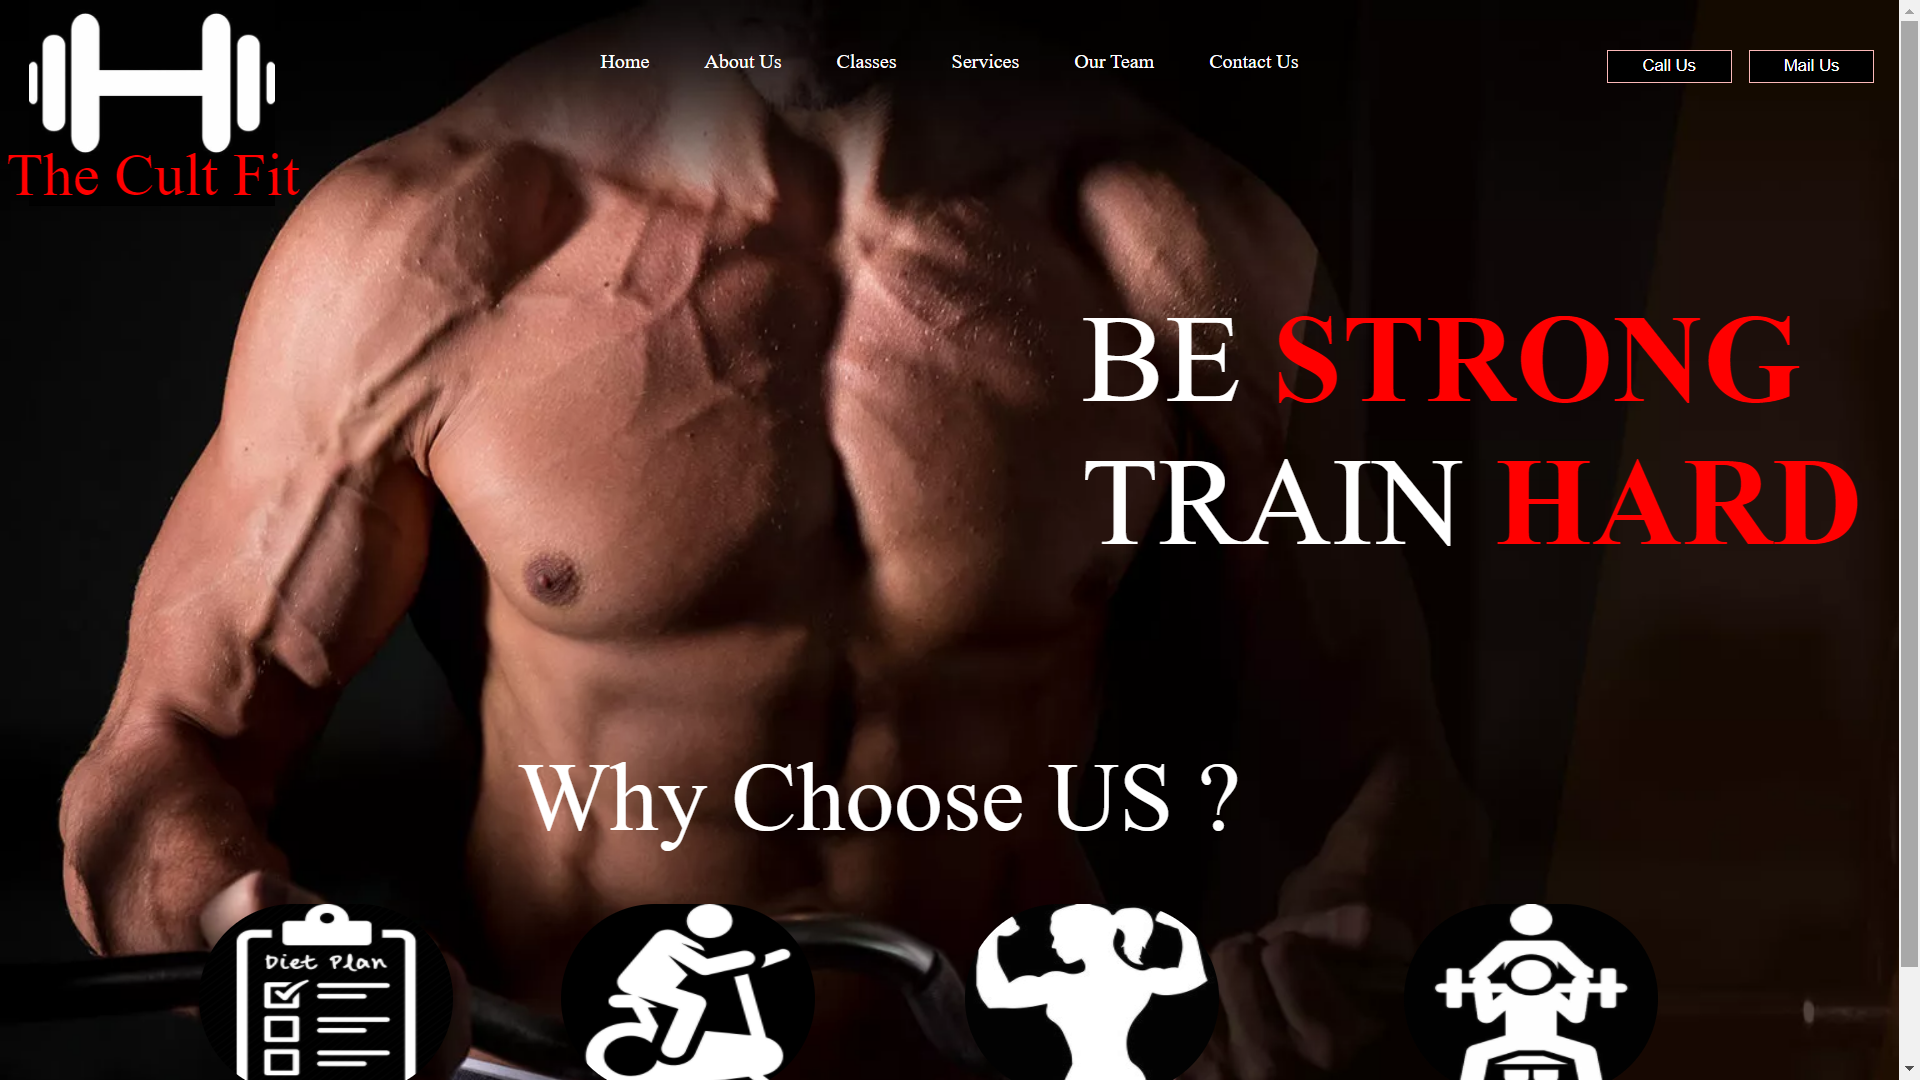 Home
About Us
Classes
Services
Our Team
Contact Us
Call Us
Mail Us
The Cult Fit
BE STRONG
TRAIN HARD
Why Choose US ?
Diet Plan